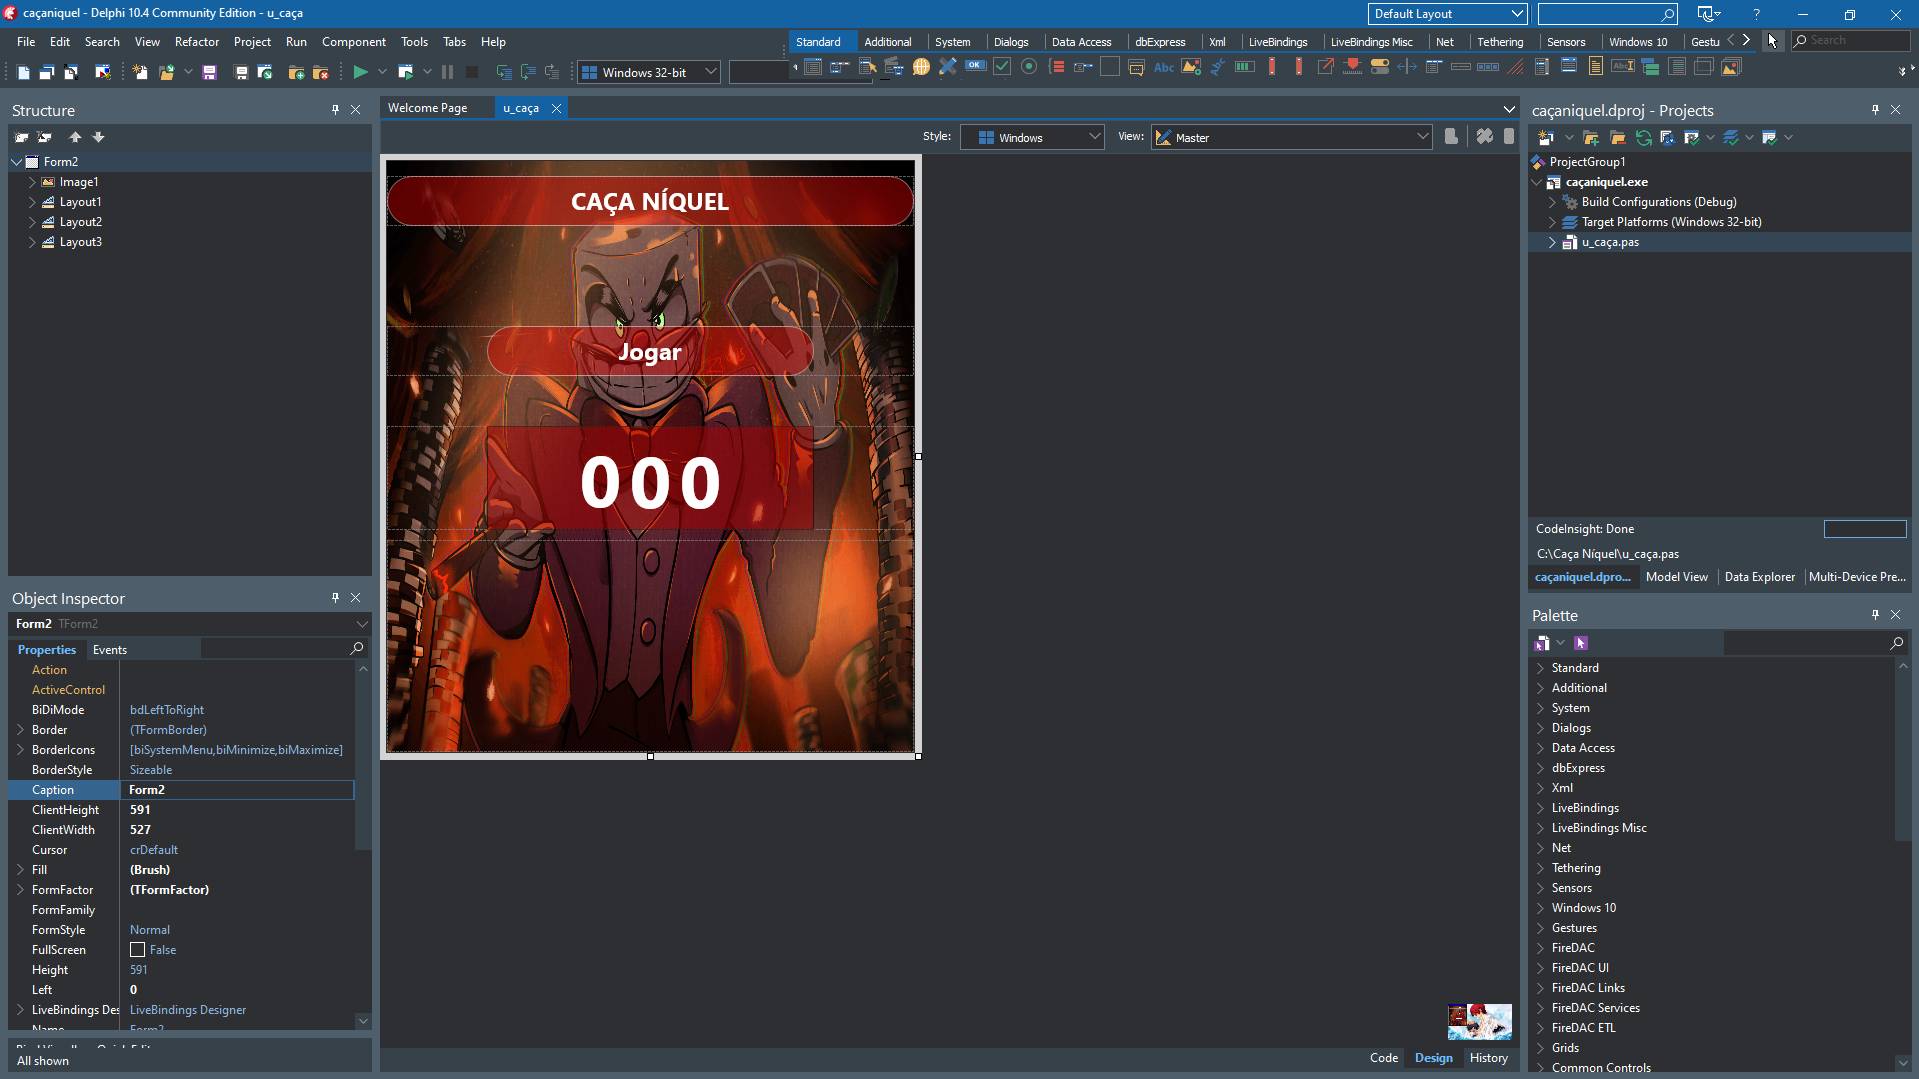 caçaniquel - Delphi 10.4 Community Edition - u_caça
Default Layout
?
File Edit Search View Refactor Project Run Component Tools Tabs Help
Standard Additional System Dialogs Data Access dbExpress Xml LiveBindings LiveBindings Misc Net Tethering Sensors Windows 10 Gestu
Search
Windows 32-bit
OK
Abc
Structure
Form2
Image1
Layout1
Layout2
Layout3
Welcome Page
u_caça
Style:
Windows
View:
Master
CAÇA NÍQUEL
Jogar
0 0 0
Object Inspector
Form2 TForm2
Properties Events
Action
ActiveControl
BiDiMode bdLeftToRight
Border (TFormBorder)
BorderIcons [biSystemMenu,biMinimize,biMaximize]
BorderStyle Sizeable
Caption Form2
ClientHeight 591
ClientWidth 527
Cursor crDefault
Fill (Brush)
FormFactor (TFormFactor)
FormFamily
FormStyle Normal
FullScreen False
Height 591
Left 0
LiveBindings Des LiveBindings Designer
Name Form2
All shown
Code Design History
caçaniquel.dproj - Projects
ProjectGroup1
caçaniquel.exe
Build Configurations (Debug)
Target Platforms (Windows 32-bit)
u_caça.pas
CodeInsight: Done
C:\Caça Níquel\u_caça.pas
caçaniquel.dpro... Model View Data Explorer Multi-Device Pre...
Palette
Standard
Additional
System
Dialogs
Data Access
dbExpress
Xml
LiveBindings
LiveBindings Misc
Net
Tethering
Sensors
Windows 10
Gestures
FireDAC
FireDAC UI
FireDAC Links
FireDAC Services
FireDAC ETL
Grids
Common Controls